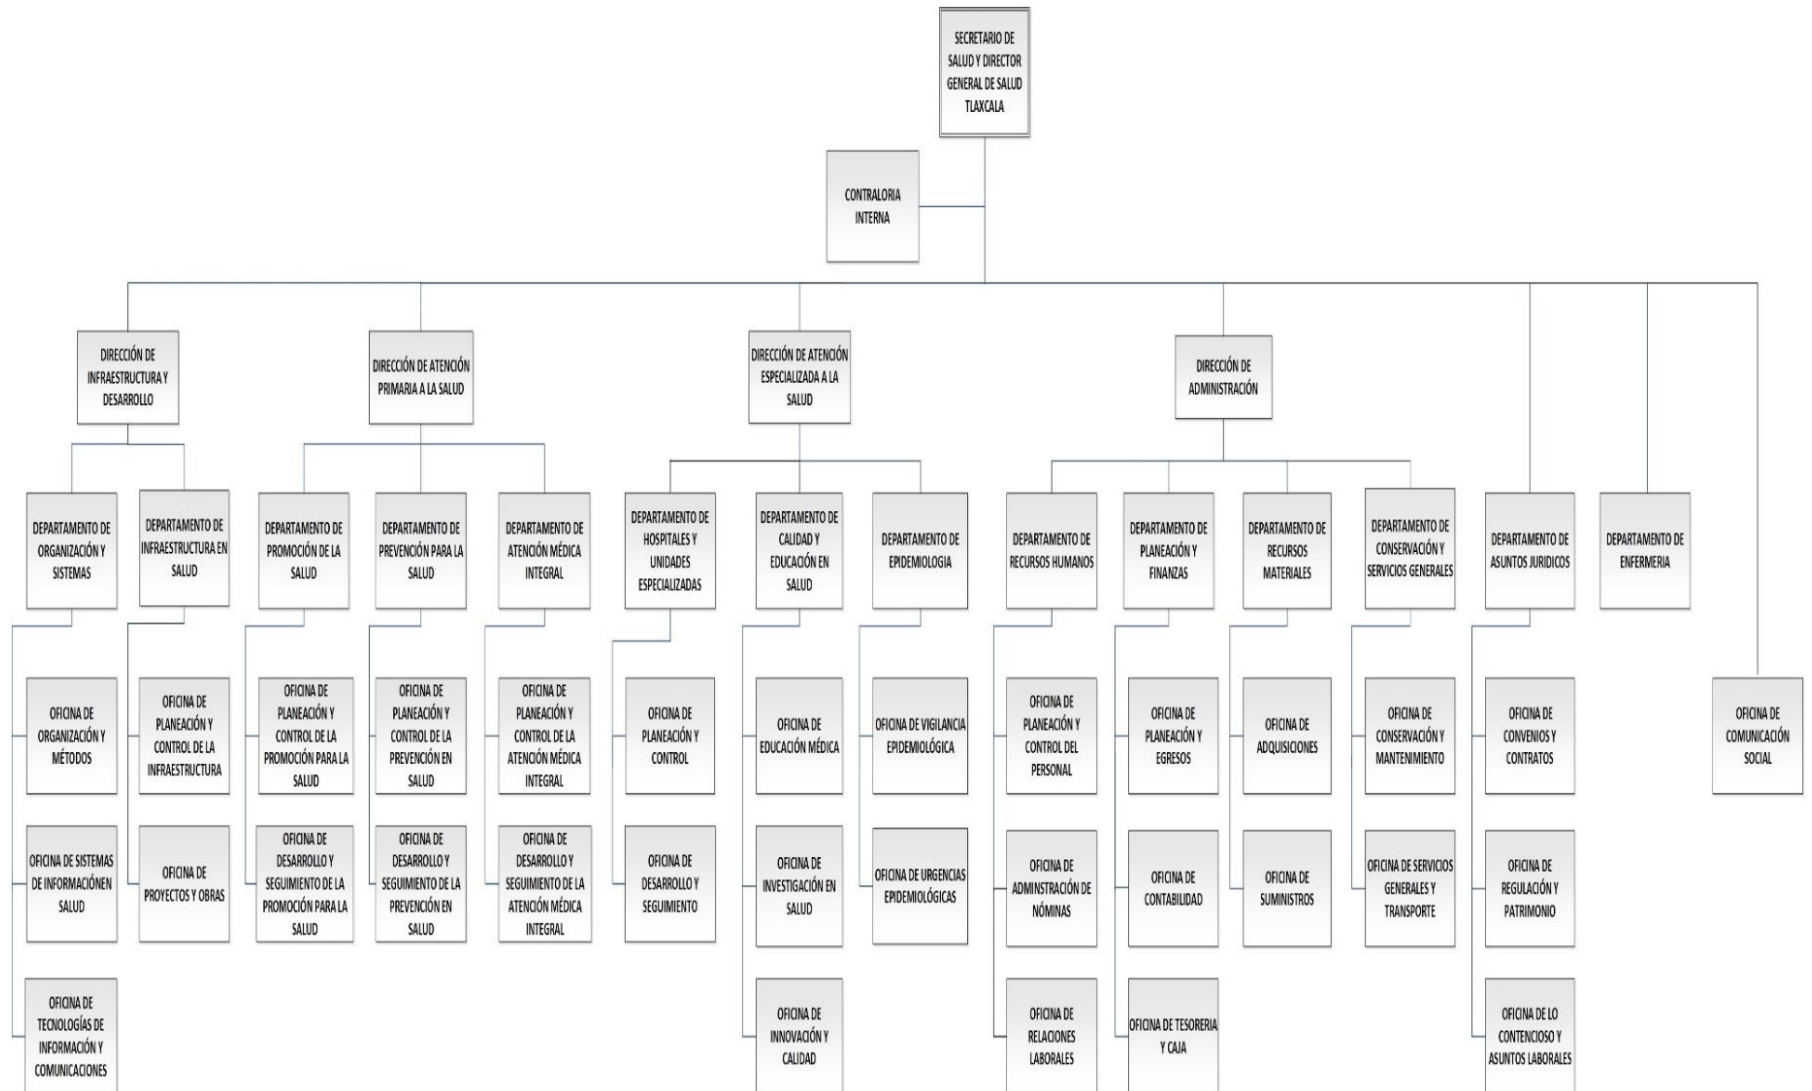 SECRETARIO DE
SALUD Y DIRECTOR
GENERAL DE SALUD
TLAXCALA
CONTRALORIA
INTERNA
DIRECCIÓN DE
INFRAESTRUCTURA Y
DESARROLLO
DIRECCIÓN DE ATENCIÓN
PRIMARIA A LA SALUD
DIRECCIÓN DE ATENCIÓN
ESPECIALIZADA A LA
SALUD
DIRECCIÓN DE
ADMINISTRACIÓN
DEPARTAMENTO DE
ORGANIZACIÓN Y
SISTEMAS
DEPARTAMENTO DE
INFRAESTRUCTURA EN
SALUD
DEPARTAMENTO DE
PROMOCIÓN DE LA
SALUD
DEPARTAMENTO DE
PREVENCIÓN PARA LA
SALUD
DEPARTAMENTO DE
ATENCIÓN MÉDICA
INTEGRAL
DEPARTAMENTO DE
HOSPITALES Y
UNIDADES
ESPECIALIZADAS
DEPARTAMENTO DE
CALIDAD Y
EDUCACIÓN EN
SALUD
DEPARTAMENTO DE
EPIDEMIOLOGIA
DEPARTAMENTO DE
RECURSOS HUMANOS
DEPARTAMENTO DE
PLANEACIÓN Y
FINANZAS
DEPARTAMENTO DE
RECURSOS
MATERIALES
DEPARTAMENTO DE
CONSERVACIÓN Y
SERVICIOS GENERALES
DEPARTAMENTO DE
ASUNTOS JURIDICOS
DEPARTAMENTO DE
ENFERMERIA
OFICINA DE
ORGANIZACIÓN Y
MÉTODOS
OFICINA DE
PLANEACIÓN Y
CONTROL DE LA
INFRAESTRUCTURA
OFICINA DE
PLANEACIÓN Y
CONTROL DE LA
PROMOCIÓN PARA LA
SALUD
OFICINA DE
PLANEACIÓN Y
CONTROL DE LA
PREVENCIÓN EN
SALUD
OFICINA DE
PLANEACIÓN Y
CONTROL DE LA
ATENCIÓN MÉDICA
INTEGRAL
OFICINA DE
PLANEACIÓN Y
CONTROL
OFICINA DE
EDUCACIÓN MÉDICA
OFICINA DE VIGILANCIA
EPIDEMIOLÓGICA
OFICINA DE
PLANEACIÓN Y
CONTROL DEL
PERSONAL
OFICINA DE
PLANEACIÓN Y
EGRESOS
OFICINA DE
ADQUISICIONES
OFICINA DE
CONSERVACIÓN Y
MANTENIMIENTO
OFICINA DE
CONVENIOS Y
CONTRATOS
OFICINA DE
COMUNICACIÓN
SOCIAL
OFICINA DE SISTEMAS
DE INFORMACIÓNEN
SALUD
OFICINA DE
PROYECTOS Y OBRAS
OFICINA DE
DESARROLLO Y
SEGUIMIENTO DE LA
PROMOCIÓN PARA LA
SALUD
OFICINA DE
DESARROLLO Y
SEGUIMIENTO DE LA
PREVENCIÓN EN
SALUD
OFICINA DE
DESARROLLO Y
SEGUIMIENTO DE LA
ATENCIÓN MÉDICA
INTEGRAL
OFICINA DE
DESARROLLO Y
SEGUIMIENTO
OFICINA DE
INVESTIGACIÓN EN
SALUD
OFICINA DE URGENCIAS
EPIDEMIOLÓGICAS
OFICINA DE
ADMINSTRACIÓN DE
NÓMINAS
OFICINA DE
CONTABILIDAD
OFICINA DE
SUMINISTROS
OFICINA DE SERVICIOS
GENERALES Y
TRANSPORTE
OFICINA DE
REGULACIÓN Y
PATRIMONIO
OFICINA DE
TECNOLOGÍAS DE
INFORMACIÓN Y
COMUNICACIONES
OFICINA DE
INNOVACIÓN Y
CALIDAD
OFICINA DE
RELACIONES
LABORALES
OFICINA DE TESORERIA
Y CAJA
OFICINA DE LO
CONTENCIOSO Y
ASUNTOS LABORALES